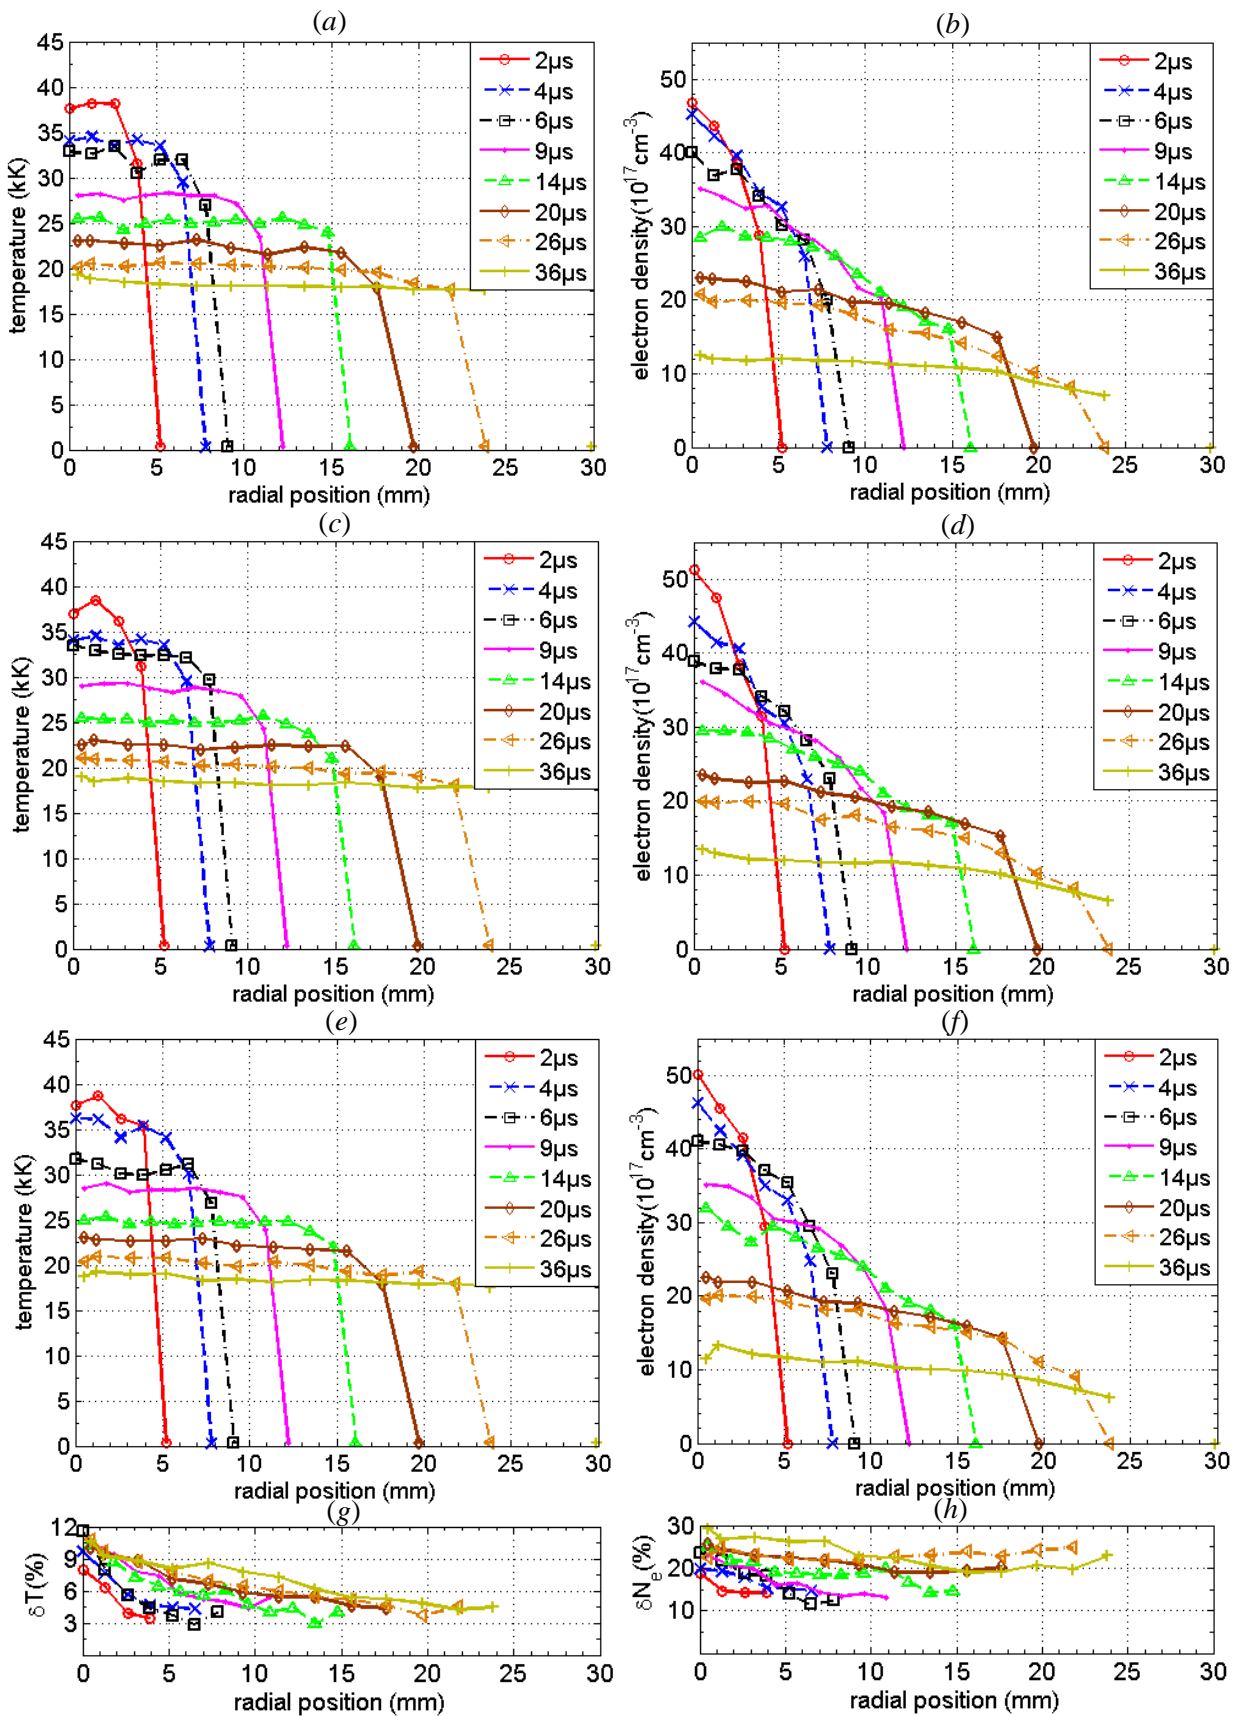 (a)
45
40
35
30
25
20
15
10
5
0
temperature (kK)
0 5 10 15 20 25 30
radial position (mm)
2µs
4µs
6µs
9µs
14µs
20µs
26µs
36µs
(b)
50
40
30
20
10
0
electron density(10¹⁷cm⁻³)
0 5 10 15 20 25 30
radial position (mm)
2µs
4µs
6µs
9µs
14µs
20µs
26µs
36µs
(c)
45
40
35
30
25
20
15
10
5
0
temperature (kK)
0 5 10 15 20 25 30
radial position (mm)
2µs
4µs
6µs
9µs
14µs
20µs
26µs
36µs
(d)
50
40
30
20
10
0
electron density(10¹⁷cm⁻³)
0 5 10 15 20 25 30
radial position (mm)
2µs
4µs
6µs
9µs
14µs
20µs
26µs
36µs
(e)
45
40
35
30
25
20
15
10
5
0
temperature (kK)
0 5 10 15 20 25 30
radial position (mm)
2µs
4µs
6µs
9µs
14µs
20µs
26µs
36µs
(f)
50
40
30
20
10
0
electron density(10¹⁷cm⁻³)
0 5 10 15 20 25 30
radial position (mm)
2µs
4µs
6µs
9µs
14µs
20µs
26µs
36µs
(g)
12
9
6
3
δT(%)
0 5 10 15 20 25 30
radial position (mm)
(h)
30
20
10
δNₑ(%)
0 5 10 15 20 25 30
radial position (mm)